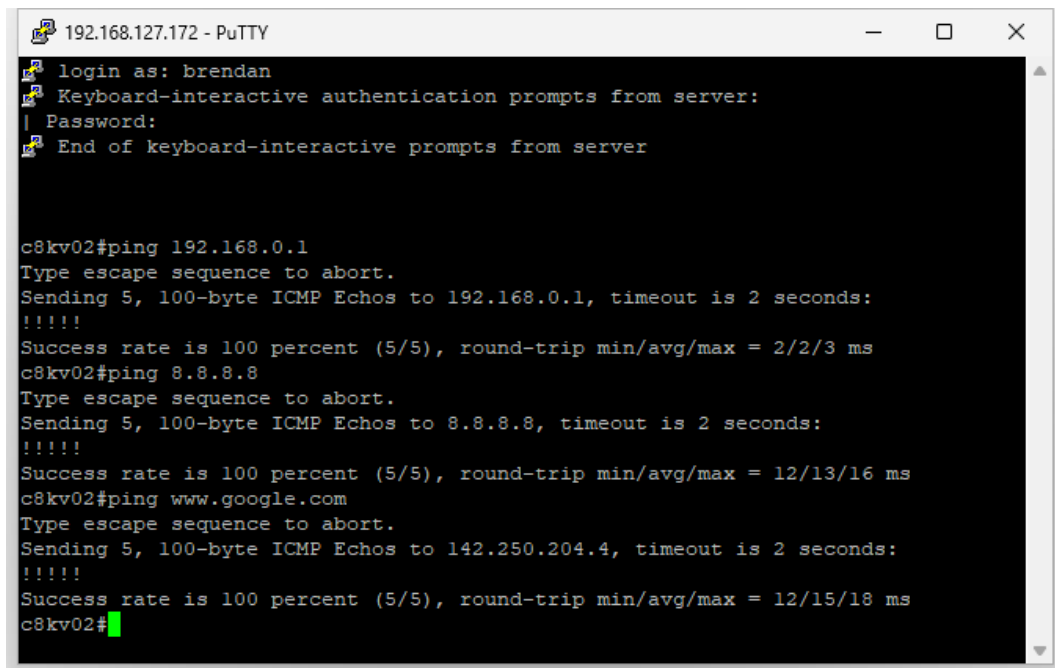 192.168.127.172 - PuTTY
login as: brendan
Keyboard-interactive authentication prompts from server:
| Password:
End of keyboard-interactive prompts from server
c8kv02#ping 192.168.0.1
Type escape sequence to abort.
Sending 5, 100-byte ICMP Echos to 192.168.0.1, timeout is 2 seconds:
!!!!!
Success rate is 100 percent (5/5), round-trip min/avg/max = 2/2/3 ms
c8kv02#ping 8.8.8.8
Type escape sequence to abort.
Sending 5, 100-byte ICMP Echos to 8.8.8.8, timeout is 2 seconds:
!!!!!
Success rate is 100 percent (5/5), round-trip min/avg/max = 12/13/16 ms
c8kv02#ping www.google.com
Type escape sequence to abort.
Sending 5, 100-byte ICMP Echos to 142.250.204.4, timeout is 2 seconds:
!!!!!
Success rate is 100 percent (5/5), round-trip min/avg/max = 12/15/18 ms
c8kv02#